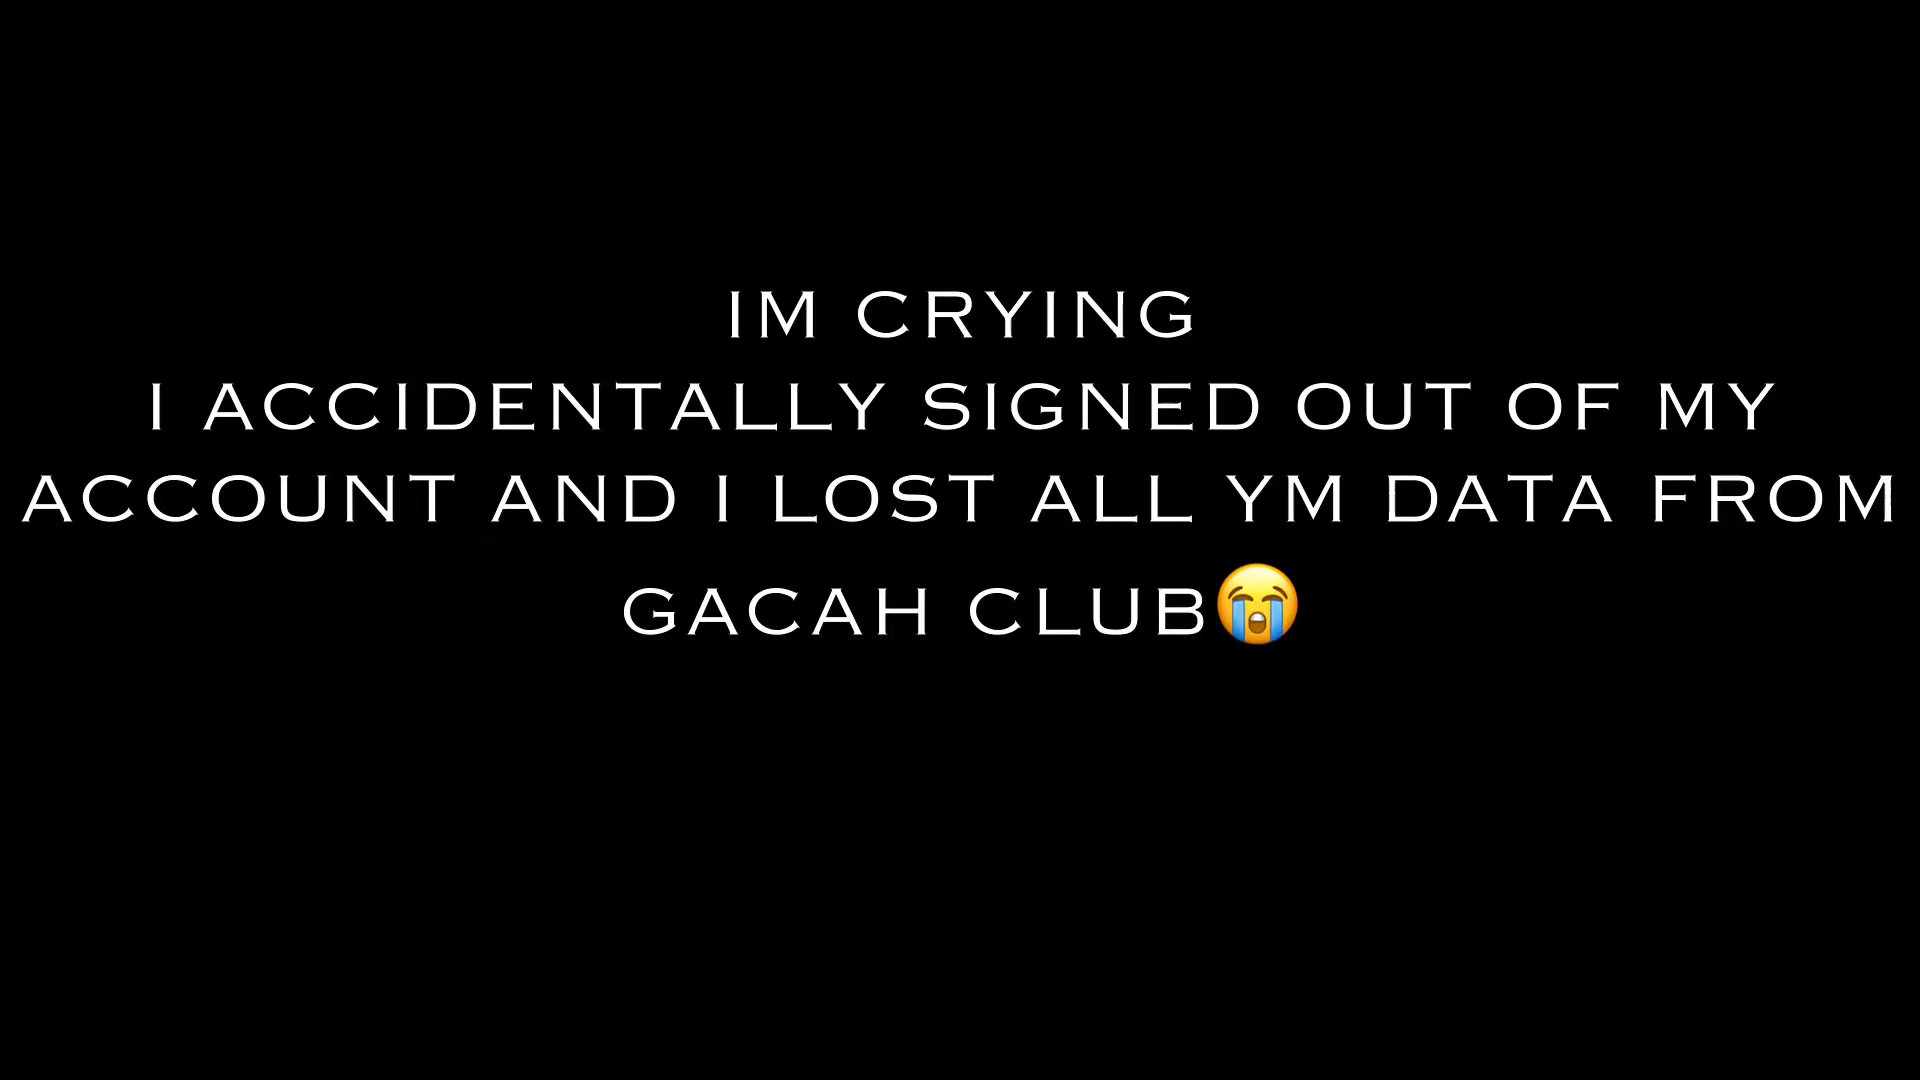 IM CRYING
I ACCIDENTALLY SIGNED OUT OF MY
ACCOUNT AND I LOST ALL YM DATA FROM
GACAH CLUB😭